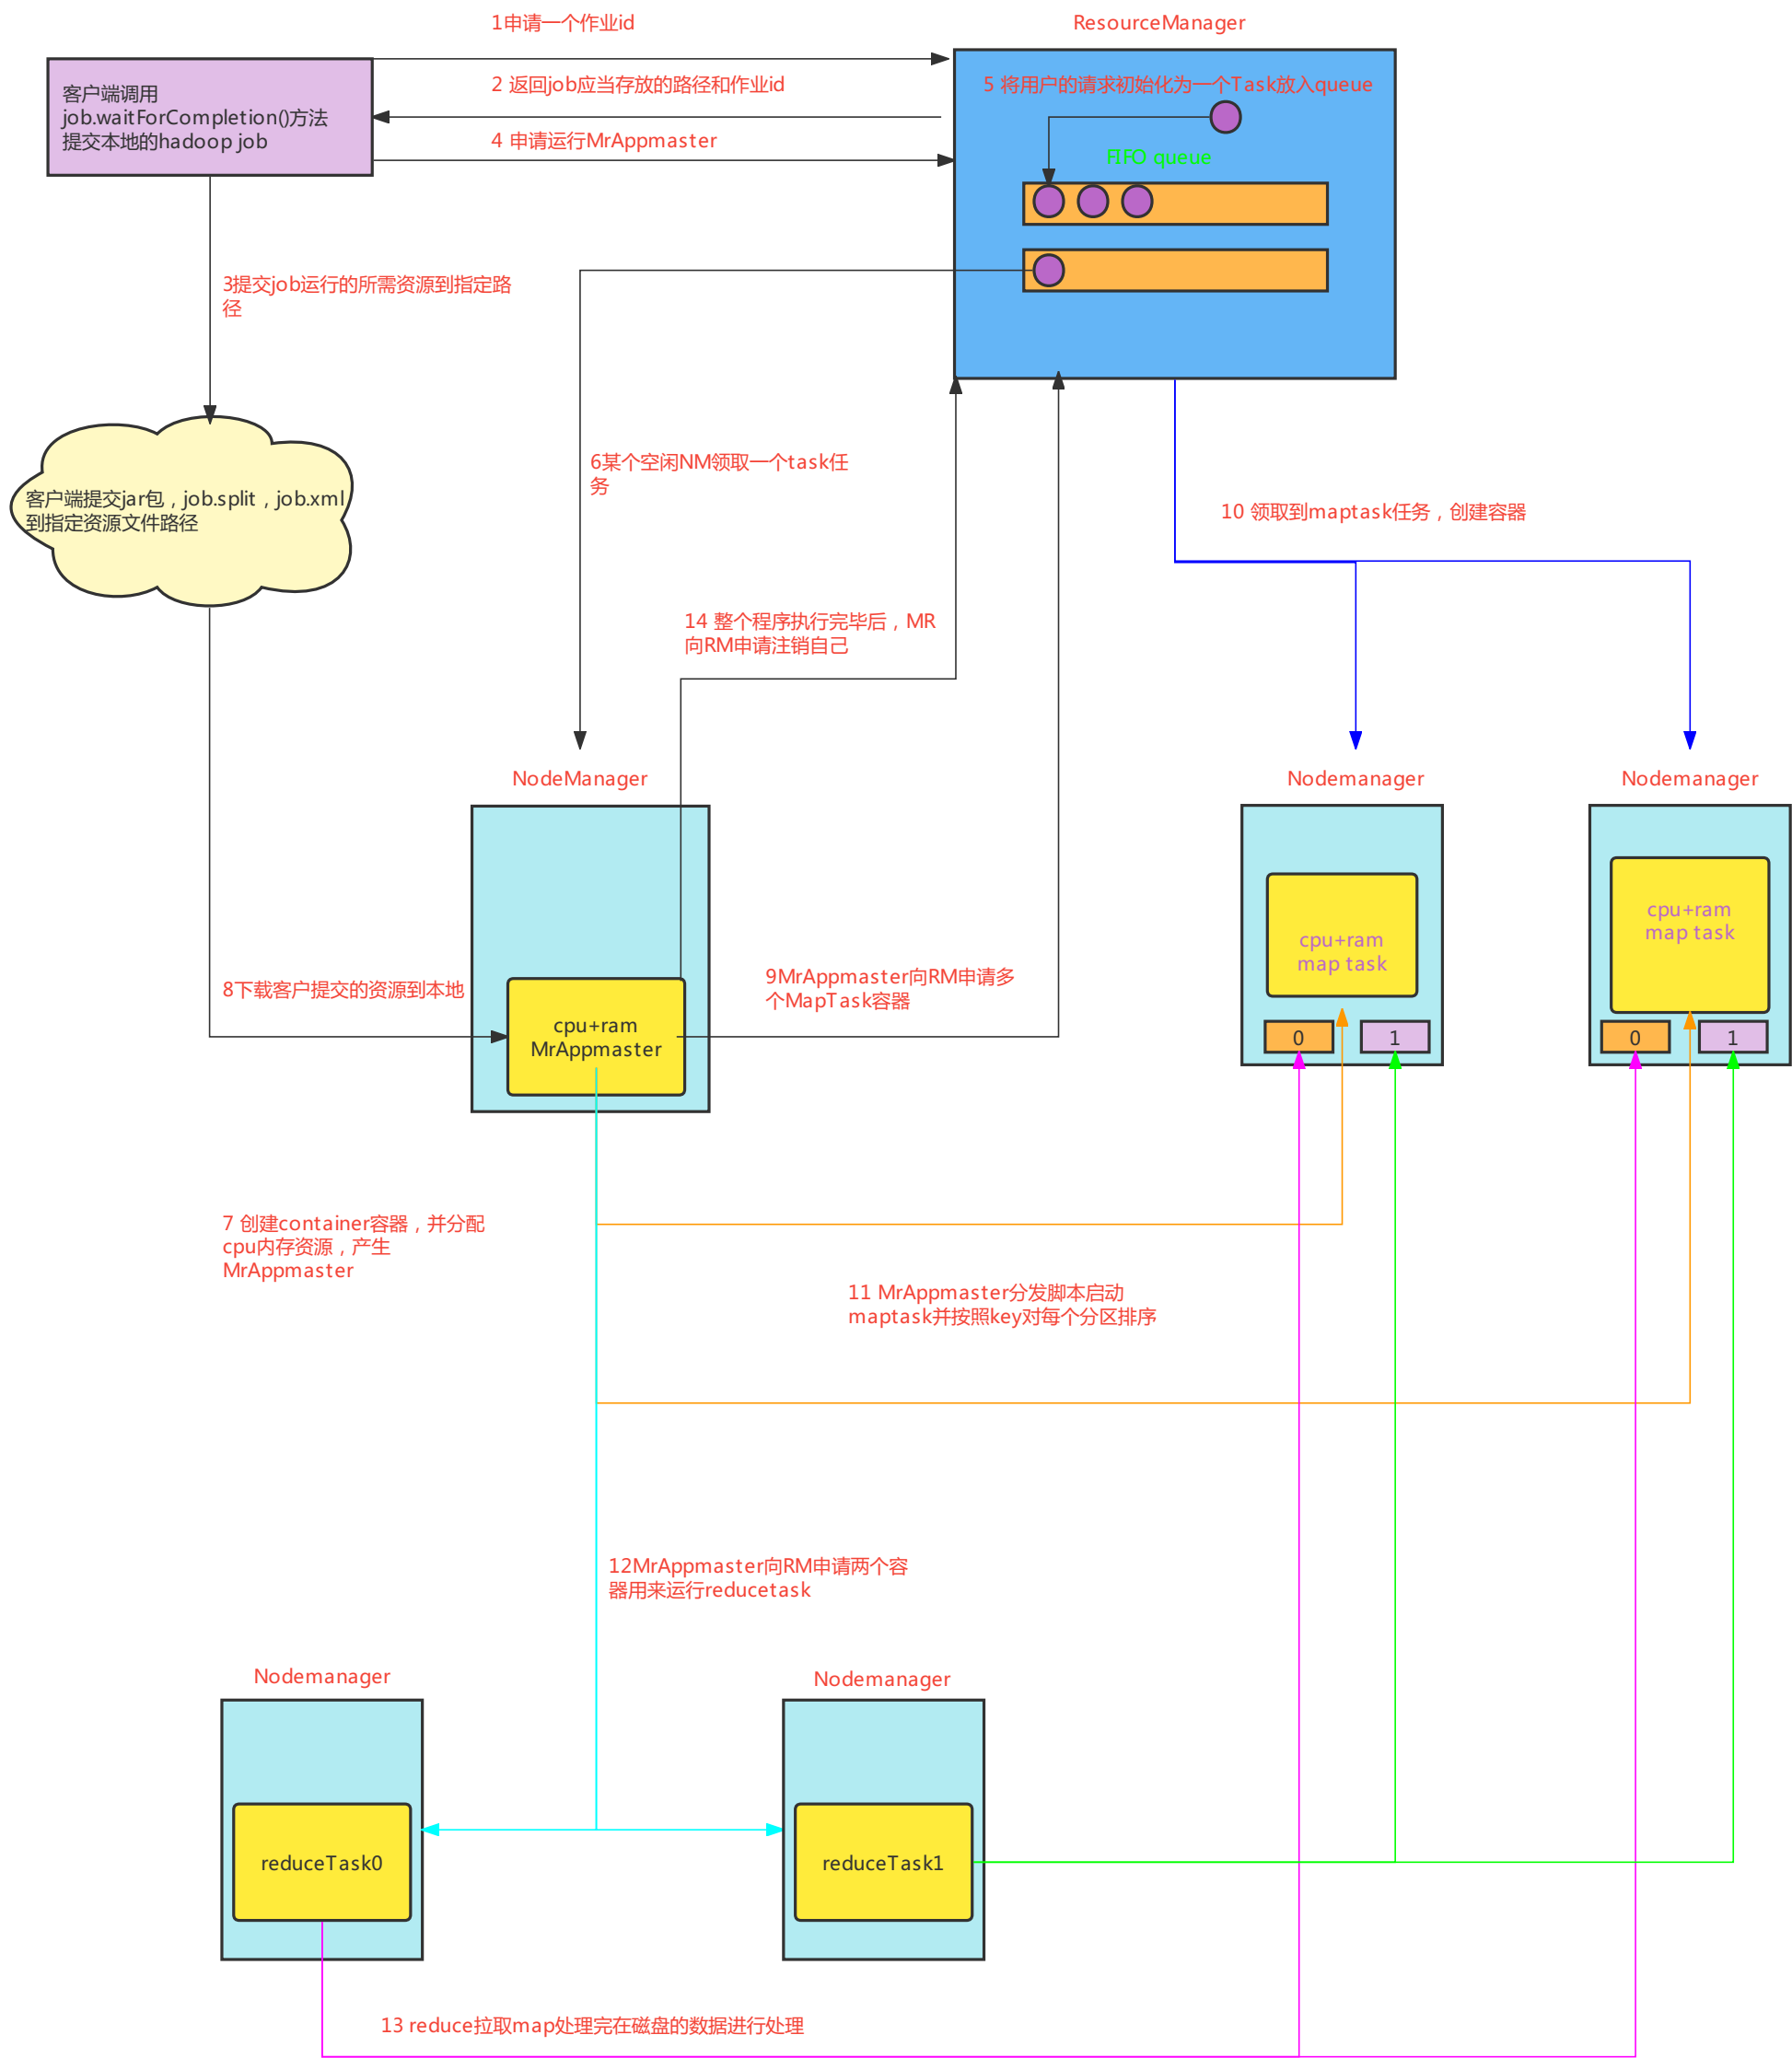 1申请一个作业id
ResourceManager
客户端调用
job.waitForCompletion()方法
提交本地的hadoop job
2 返回job应当存放的路径和作业id
5 将用户的请求初始化为一个Task放入queue
4 申请运行MrAppmaster
FIFO queue
3提交job运行的所需资源到指定路
径
6某个空闲NM领取一个task任
务
客户端提交jar包，job.split，job.xml
到指定资源文件路径
10 领取到maptask任务，创建容器
14 整个程序执行完毕后，MR
向RM申请注销自己
NodeManager
Nodemanager
Nodemanager
cpu+ram
map task
cpu+ram
map task
8下载客户提交的资源到本地
9MrAppmaster向RM申请多
个MapTask容器
cpu+ram
MrAppmaster
0
1
0
1
7 创建container容器，并分配
cpu内存资源，产生
MrAppmaster
11 MrAppmaster分发脚本启动
maptask并按照key对每个分区排序
12MrAppmaster向RM申请两个容
器用来运行reducetask
Nodemanager
Nodemanager
reduceTask0
reduceTask1
13 reduce拉取map处理完在磁盘的数据进行处理